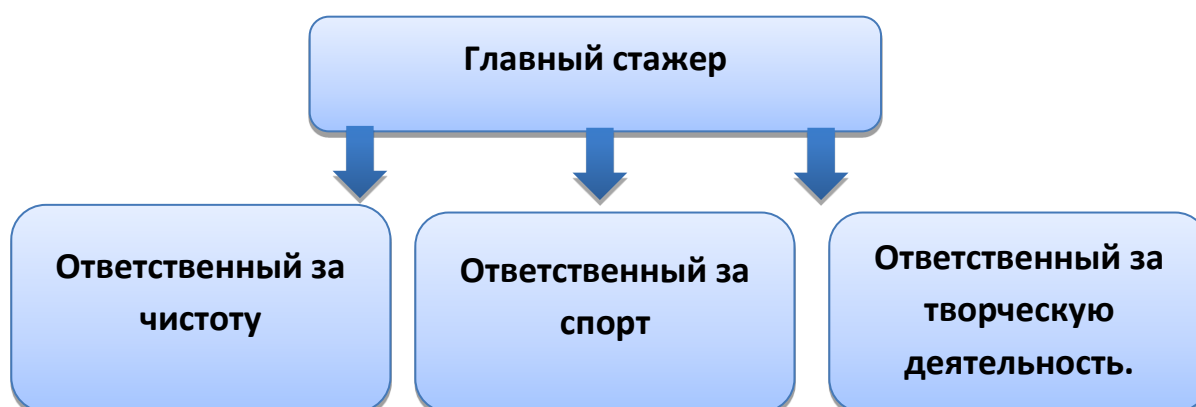 Главный стажер
Ответственный за
чистоту
Ответственный за
спорт
Ответственный за
творческую
деятельность.